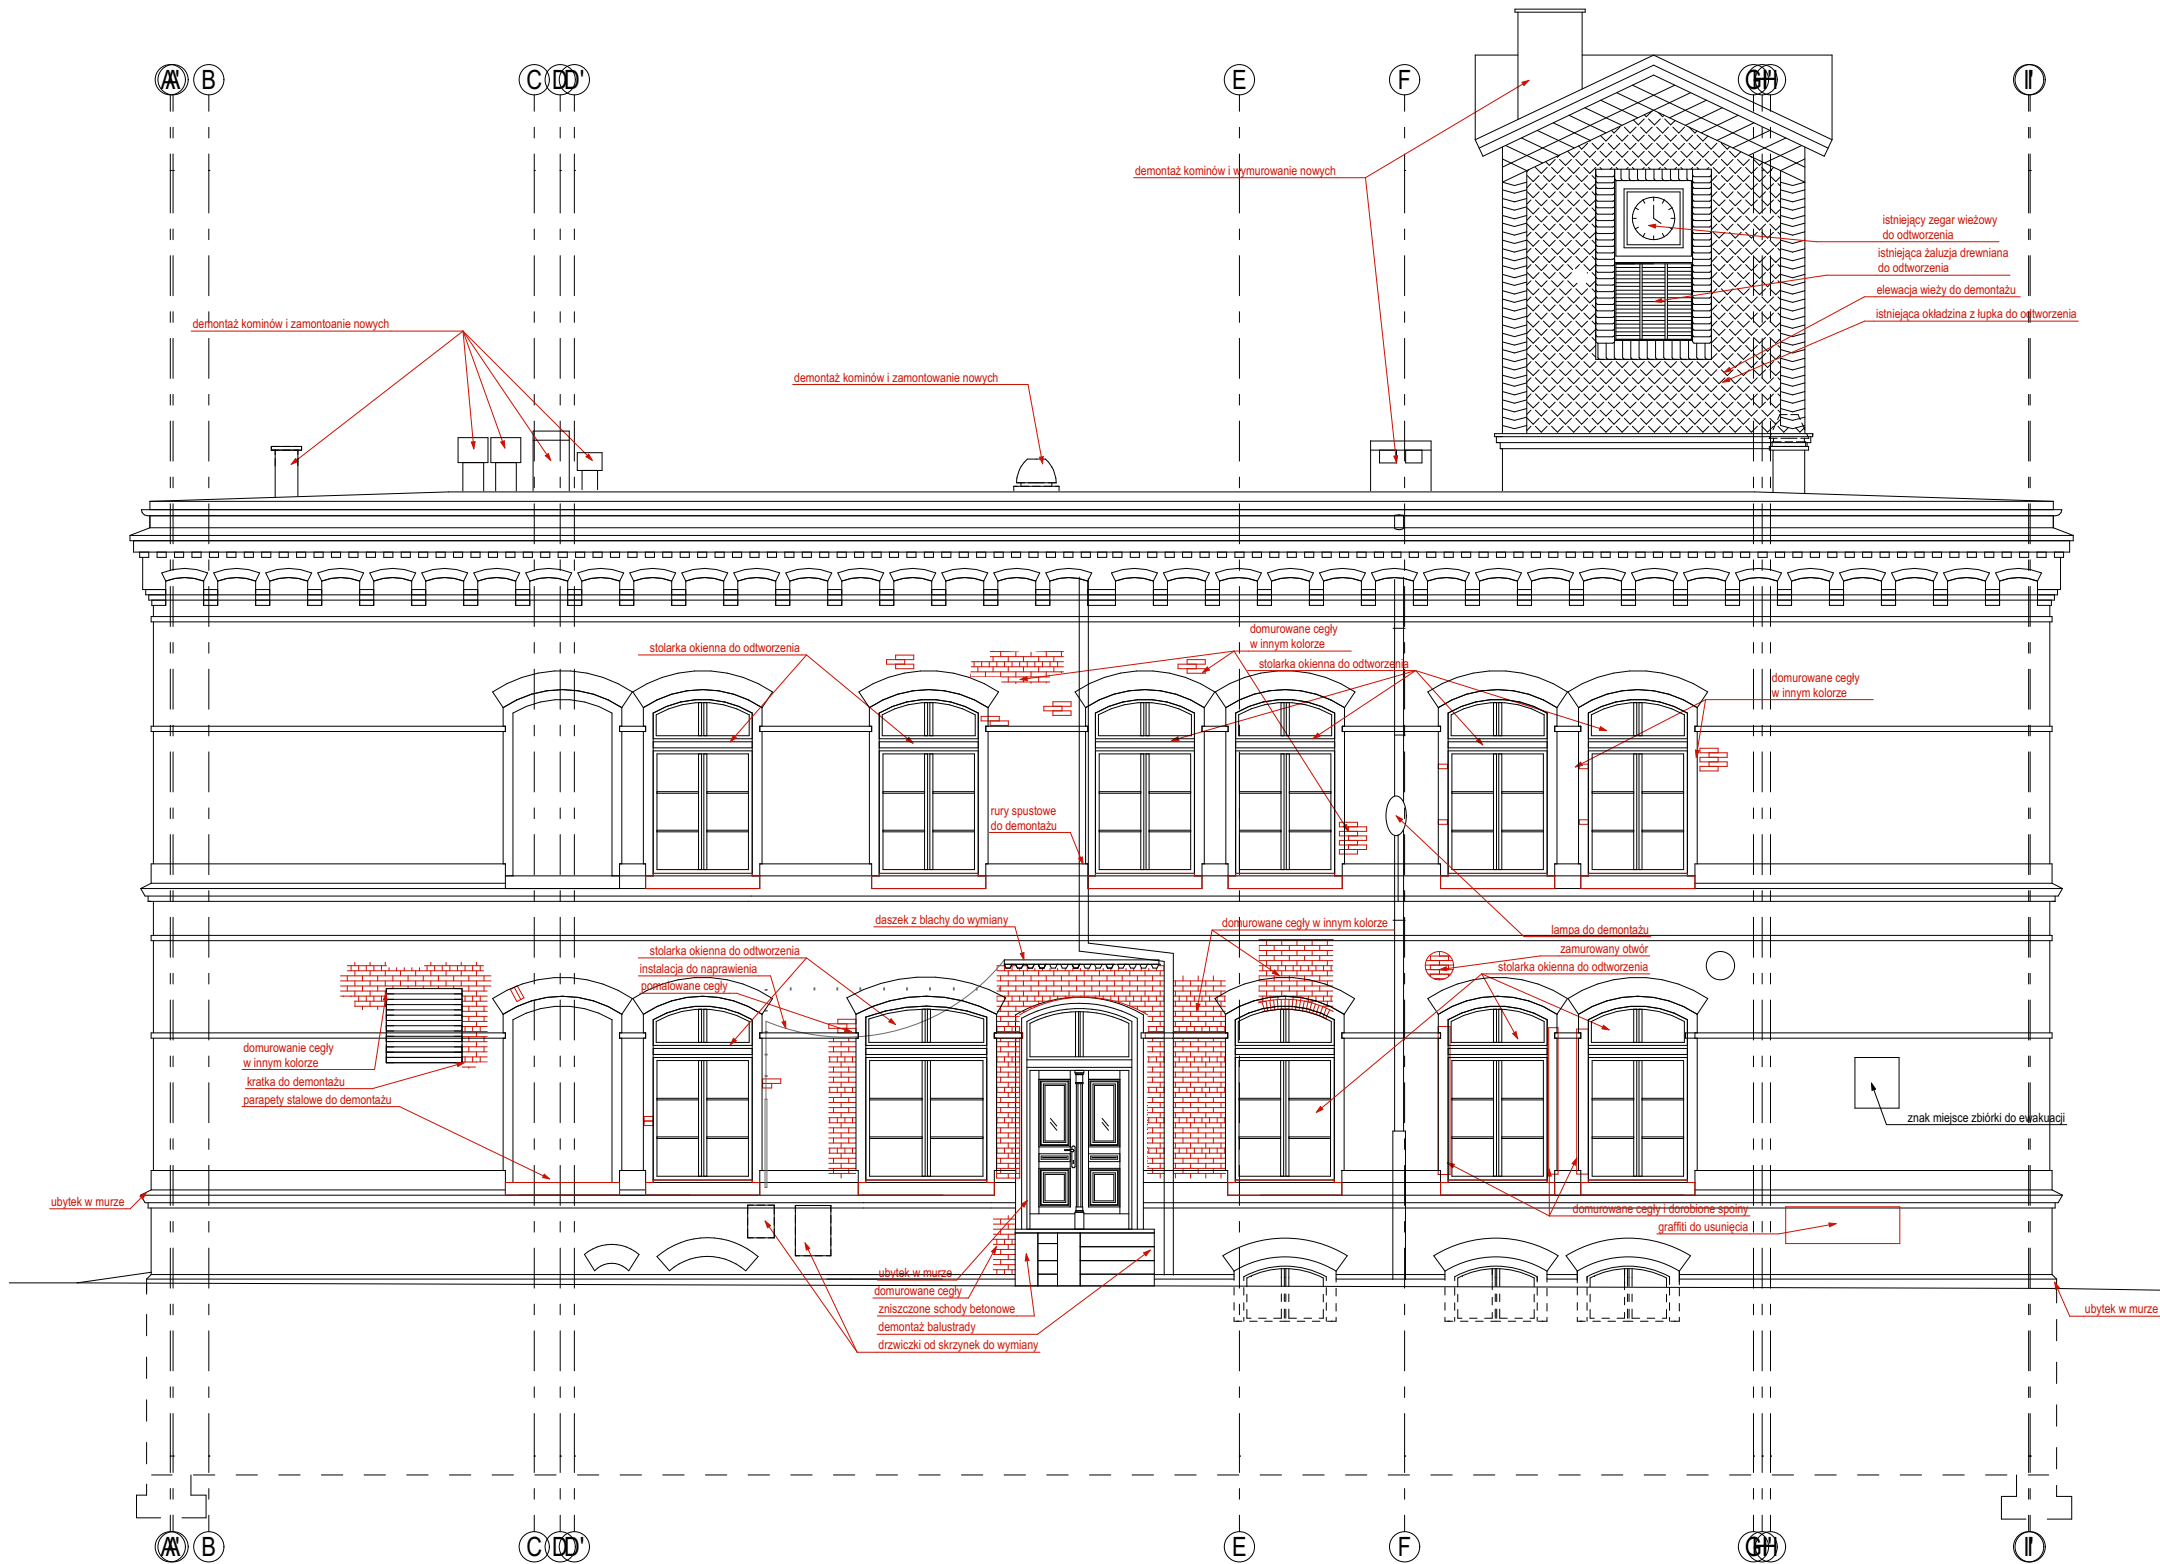 A A'
B
C
D
D'
E
F
G
H
I I'
demontaż kominów i wymurowanie nowych
istniejący zegar wieżowy
do odtworzenia
istniejąca żaluzja drewniana
do odtworzenia
elewacja wieży do demontażu
istniejąca okładzina z łupka do odtworzenia
demontaż kominów i zamontoanie nowych
demontaż kominów i zamontowanie nowych
domurowane cegły
w innym kolorze
stolarka okienna do odtworzenia
stolarka okienna do odtworzenia
domurowane cegły
w innym kolorze
rury spustowe
do demontażu
daszek z blachy do wymiany
domurowane cegły w innym kolorze
lampa do demontażu
zamurowany otwór
stolarka okienna do odtworzenia
stolarka okienna do odtworzenia
instalacja do naprawienia
pomalowane cegły
domurowanie cegły
w innym kolorze
kratka do demontażu
parapety stalowe do demontażu
znak miejsce zbiórki do ewakuacji
ubytek w murze
domurowane cegły i dorobione spoiny
graffiti do usunięcia
ubytek w murze
domurowane cegły
zniszczone schody betonowe
demontaż balustrady
drzwiczki od skrzynek do wymiany
ubytek w murze
A A'
B
C
D
D'
E
F
G
H
I I'